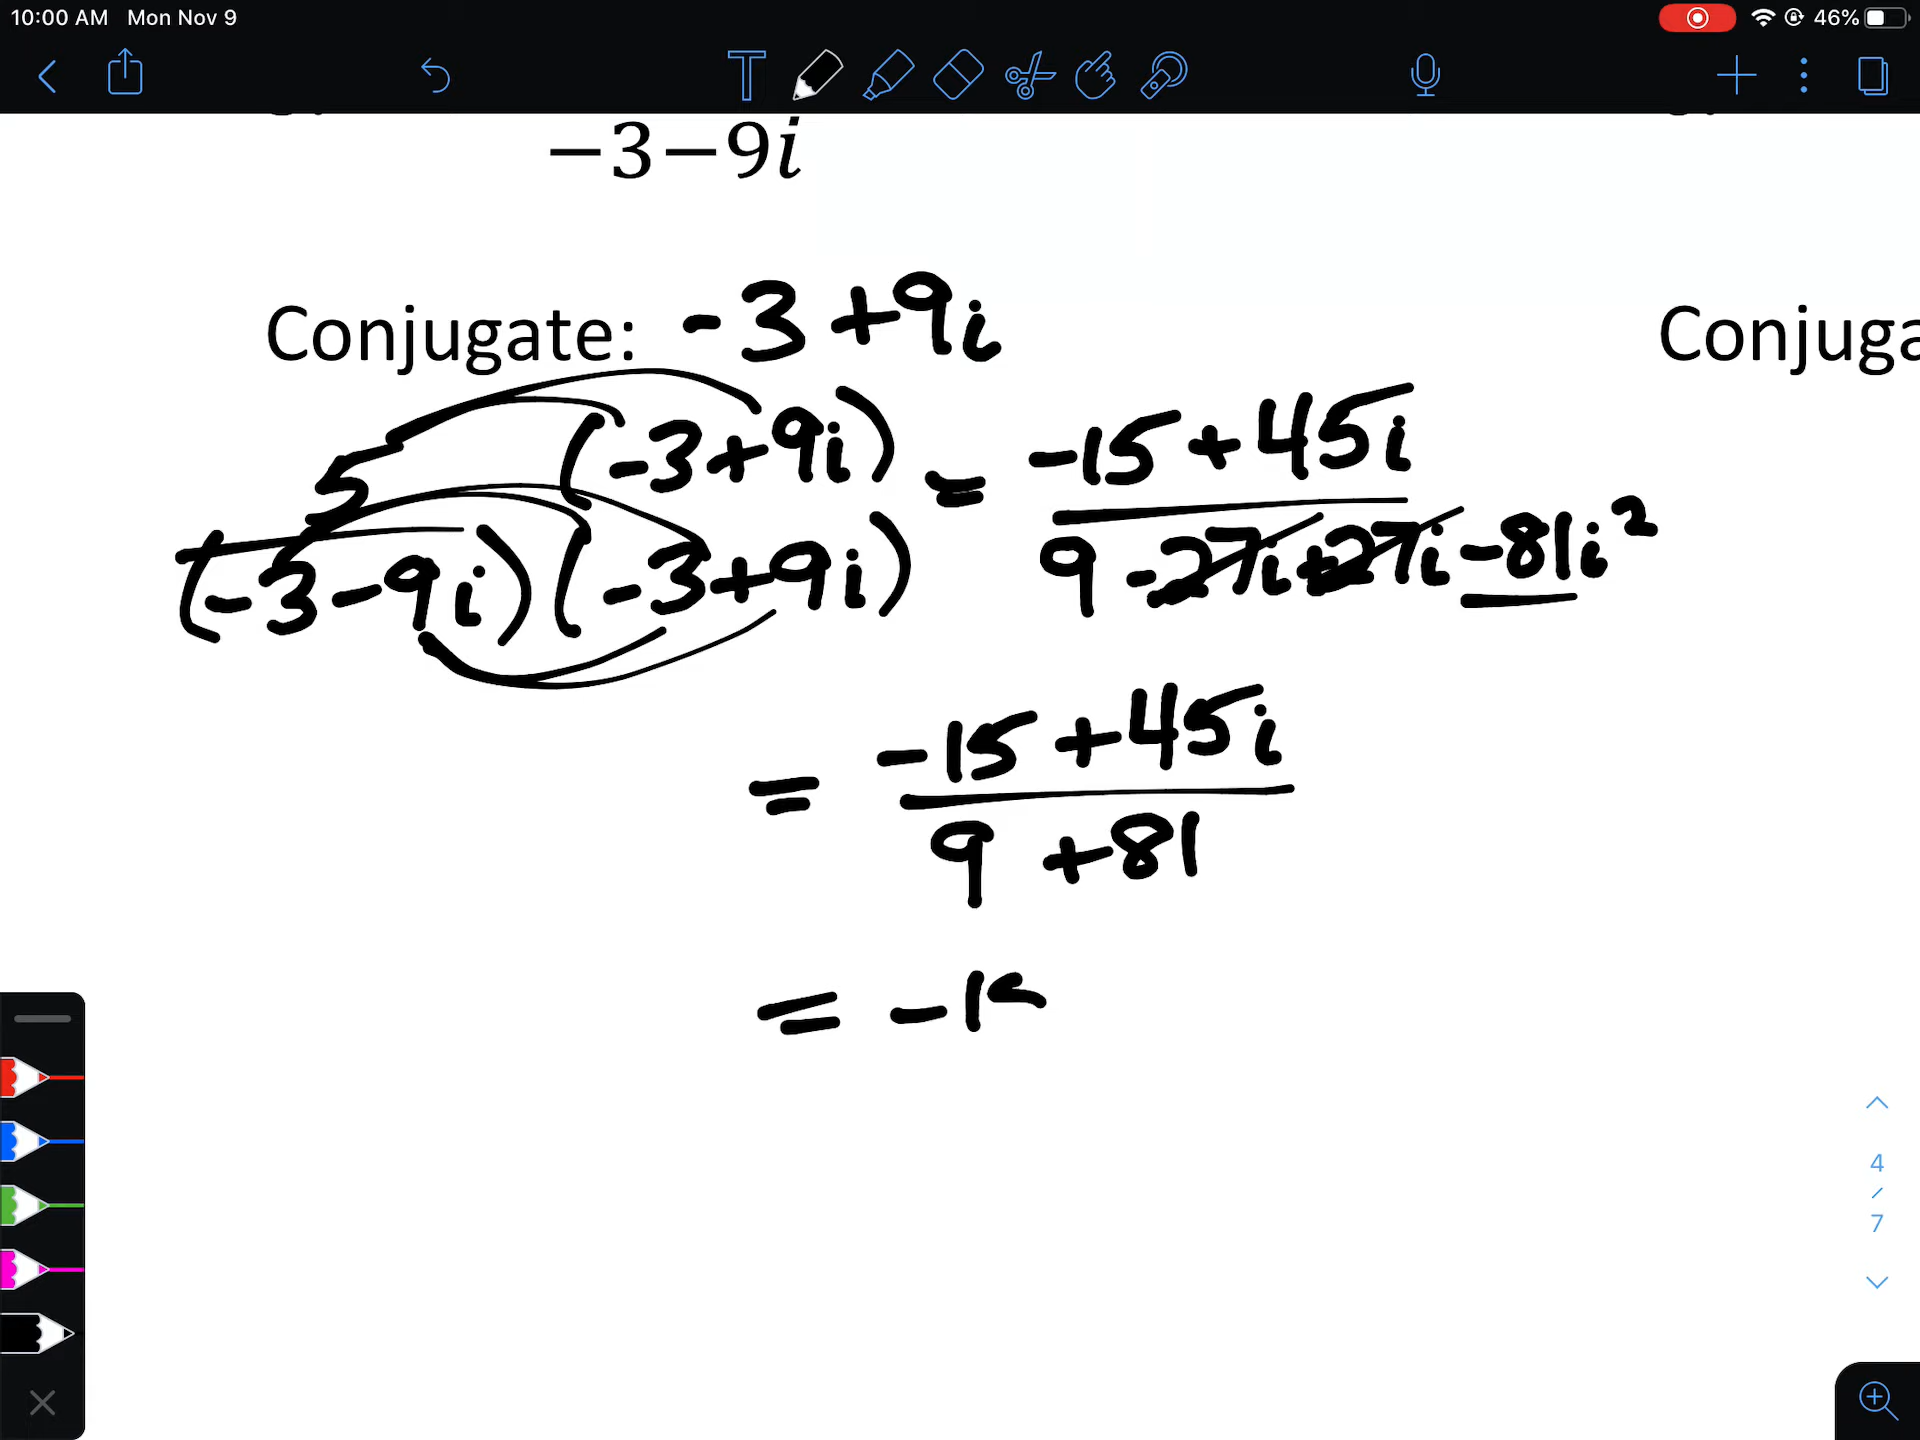 10:00 AM Mon Nov 9 46%
T
−3−9i
Conjugate: -3+9i
Conjuga
5(-3+9i) = -15+45i
(-3-9i)(-3+9i) 9-27i+27i-81i²
= -15+45i
9+81
= -15
4
/
7